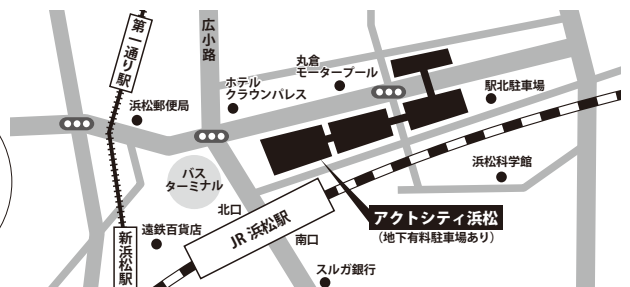 第一通り駅
広小路
丸倉
モータープール
ホテル
クラウンパレス
駅北駐車場
浜松郵便局
浜松科学館
バス
ターミナル
北口
アクトシティ浜松
(地下有料駐車場あり)
遠鉄百貨店
新浜松駅
JR 浜松駅
南口
スルガ銀行